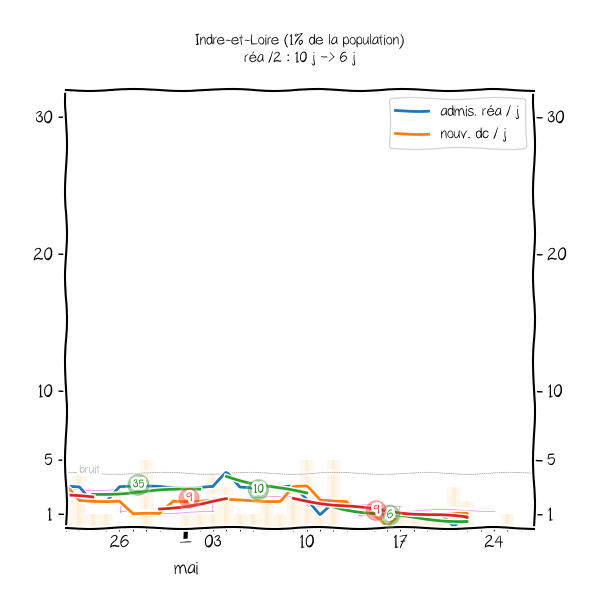 Indre-et-Loire (1% de la population)
réa /2 : 10 j -> 6 j
admis. réa / j
nouv. dc / j
30 30
20 20
10 10
5 5
1 1
bruit
35 9 10 9 6
26 1 03 10 17 24
mai